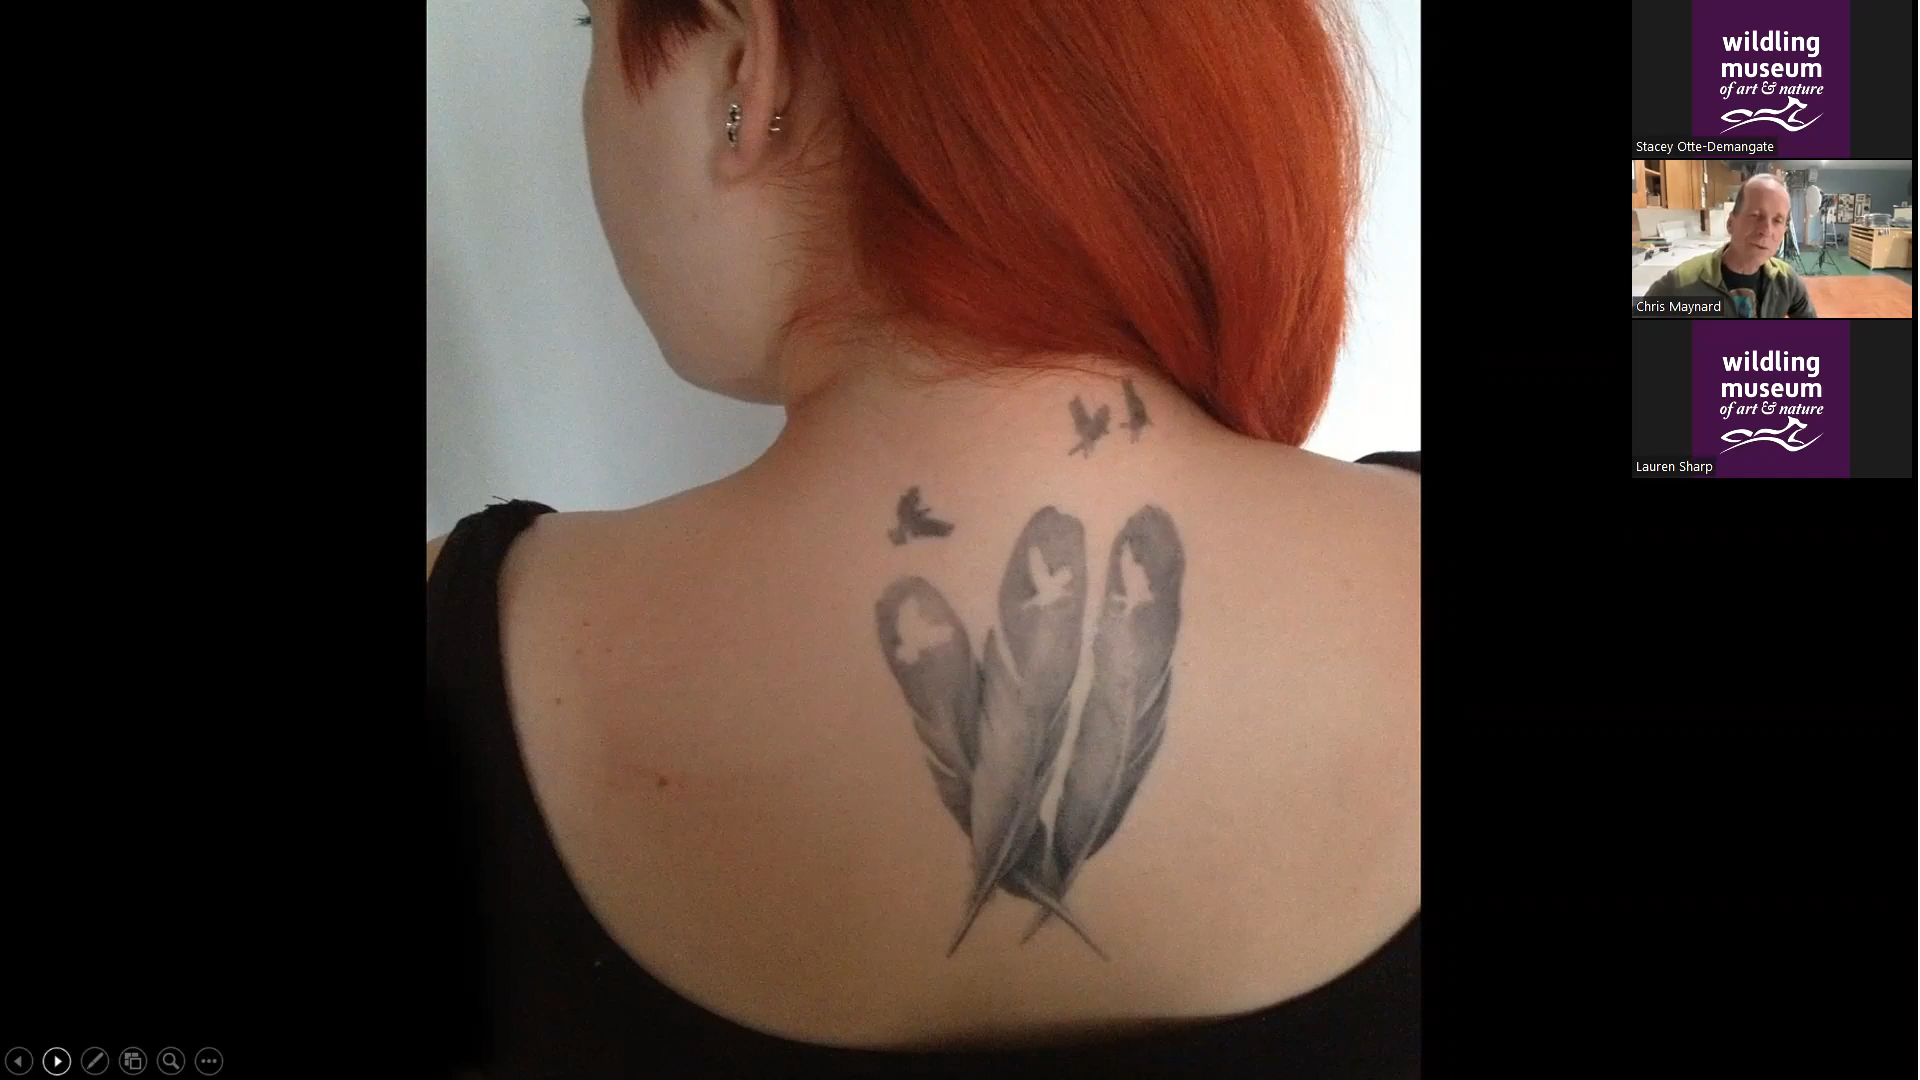 wildling
museum
of art & nature
Stacey Otte-Demangate
Chris Maynard
wildling
museum
of art & nature
Lauren Sharp